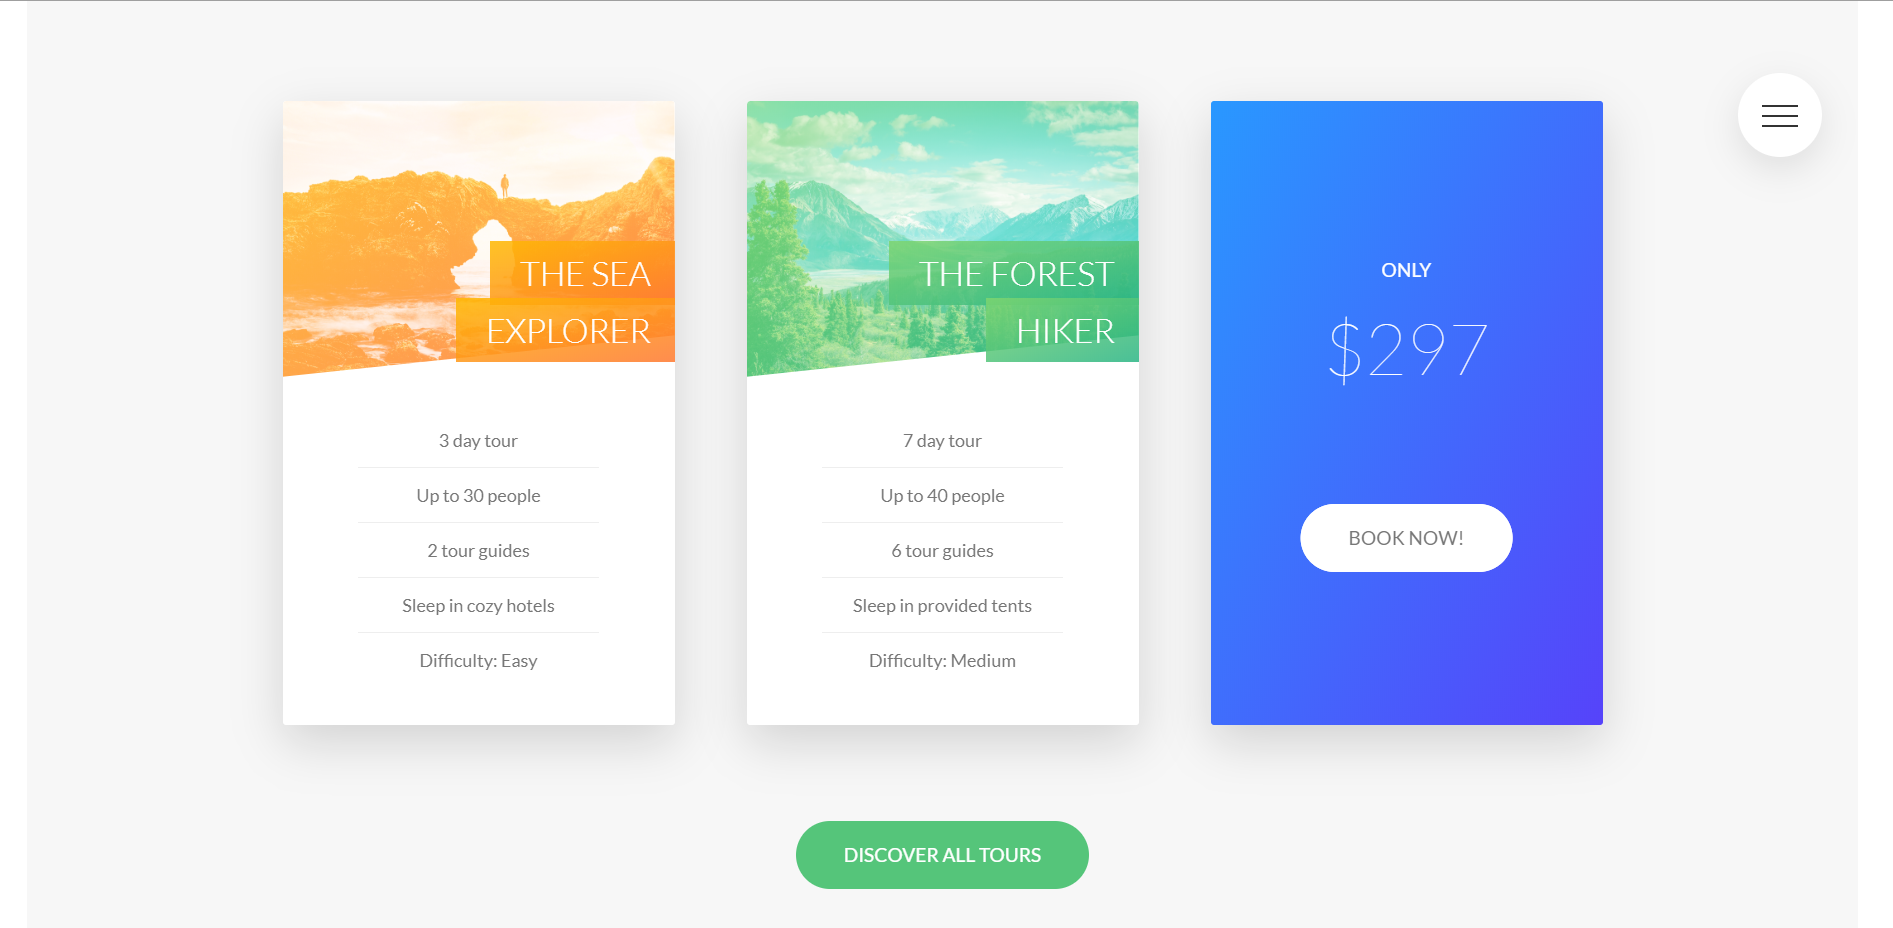 THE SEA
EXPLORER
3 day tour
Up to 30 people
2 tour guides
Sleep in cozy hotels
Difficulty: Easy
THE FOREST
HIKER
7 day tour
Up to 40 people
6 tour guides
Sleep in provided tents
Difficulty: Medium
ONLY
$297
BOOK NOW!
DISCOVER ALL TOURS